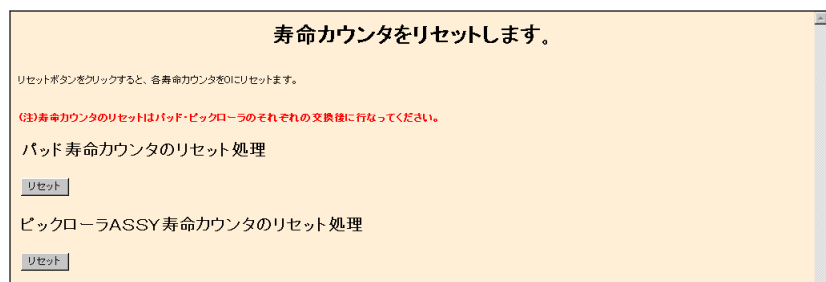 寿命カウンタをリセットします。
リセットボタンをクリックすると、各寿命カウンタを0にリセットます。
(注)寿命カウンタのリセットはパッド・ピックローラのそれぞれの交換後に行なってください。
パッド寿命カウンタのリセット処理
リセット
ピックローラASSY寿命カウンタのリセット処理
リセット